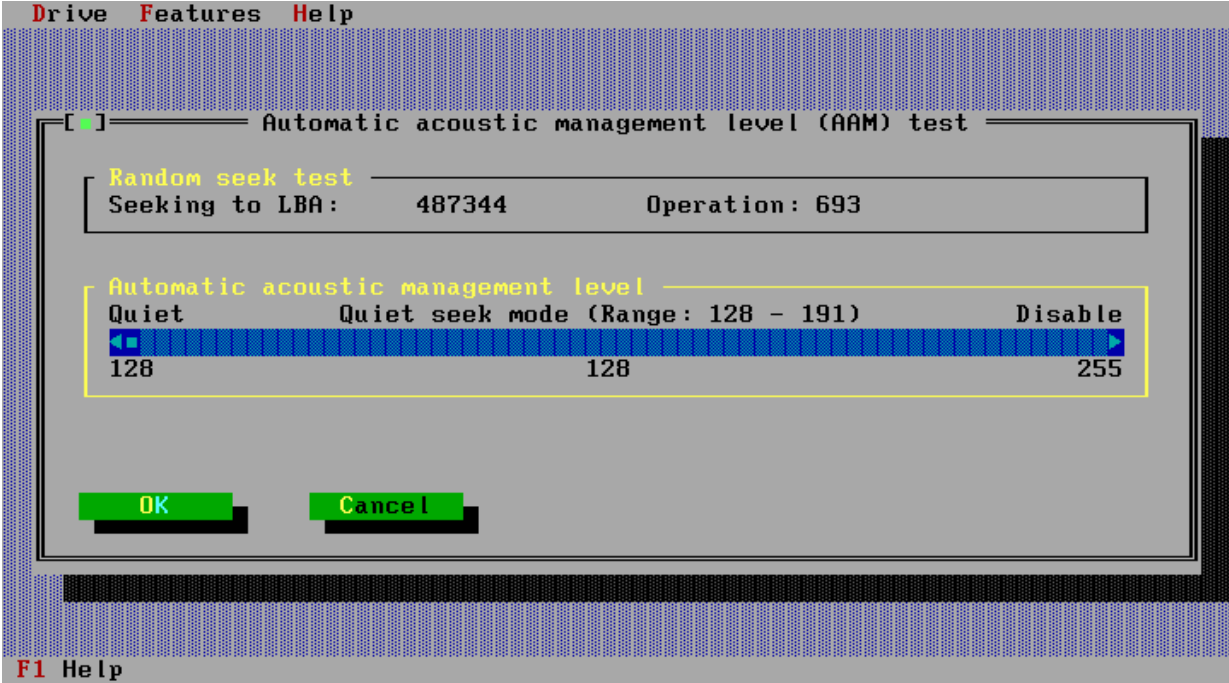 Drive Features Help
Automatic acoustic management level (AAM) test
Random seek test
Seeking to LBA: 487344 Operation: 693
Automatic acoustic management level
Quiet Quiet seek mode (Range: 128 - 191) Disable
128 128 255
OK Cancel
F1 Help